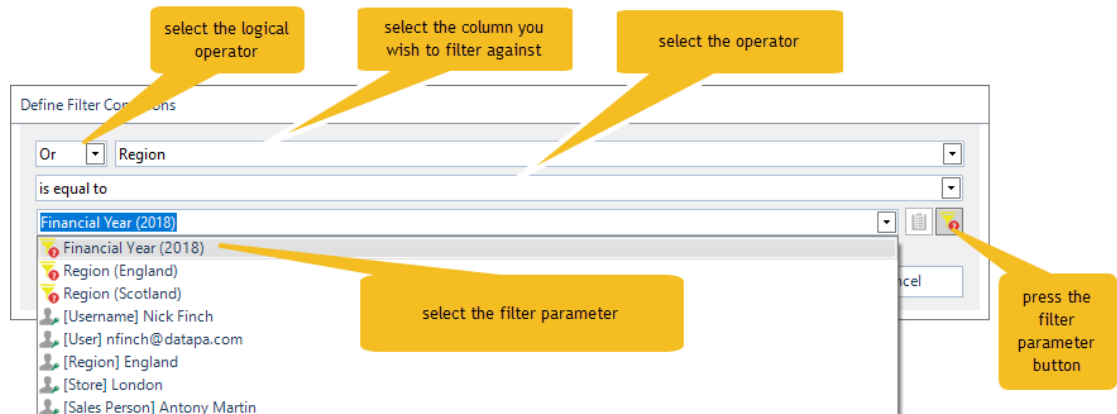 select the logical
operator
select the column you
wish to filter against
select the operator
Define Filter Con
ons
Or
Region
is equal to
Financial Year (2018)
Financial Year (2018)
Region (England)
Region (Scotland)
[Username] Nick Finch
[User] nfinch@datapa.com
[Region] England
[Store] London
[Sales Person] Antony Martin
select the filter parameter
ncel
press the
filter
parameter
button